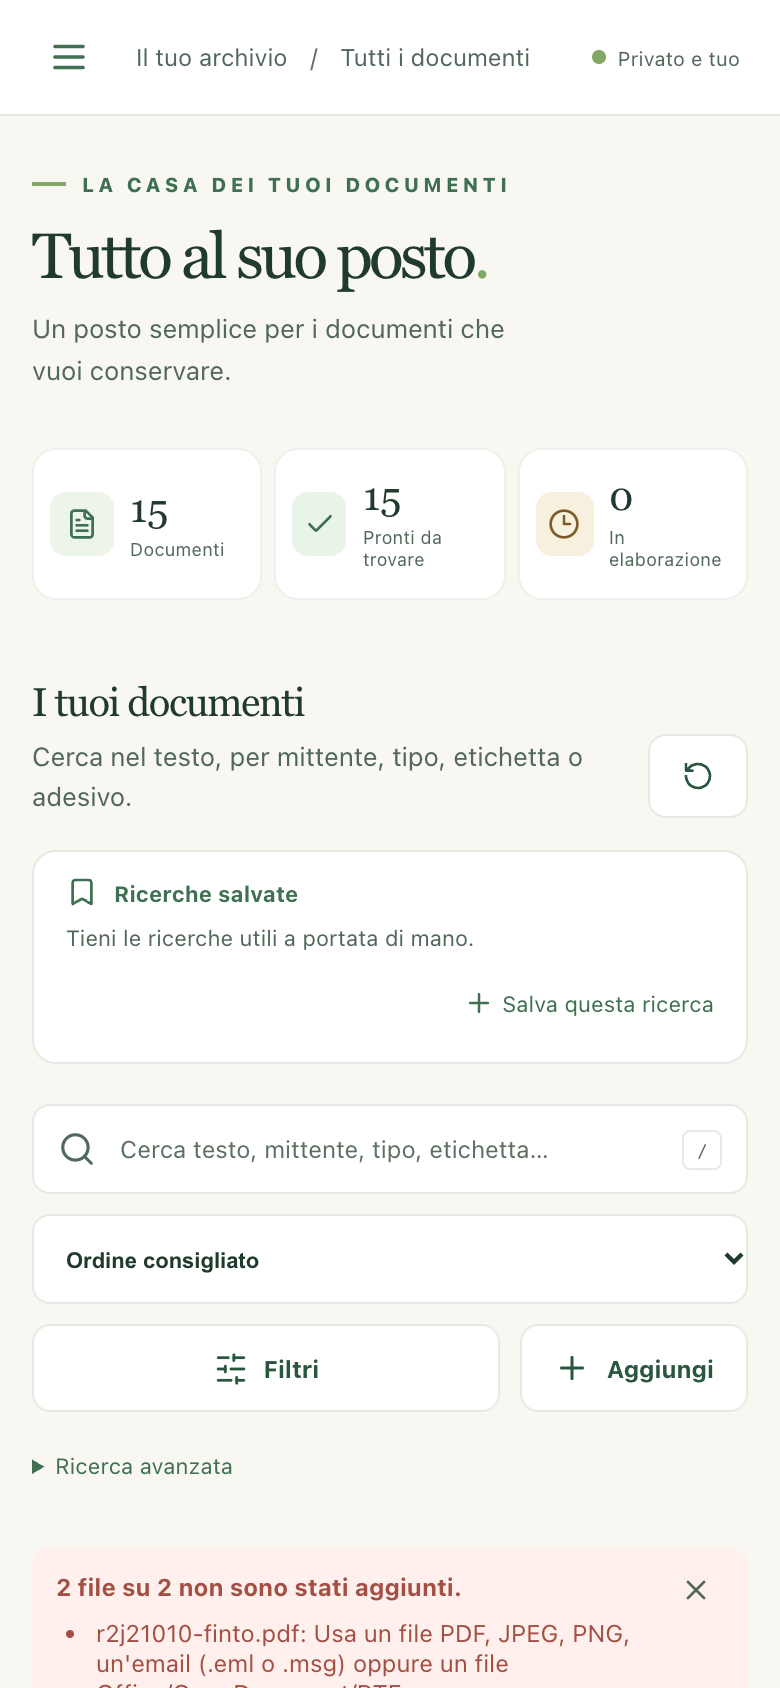 Il tuo archivio / Tutti i documenti
Privato e tuo
LA CASA DEI TUOI DOCUMENTI
Tutto al suo posto.
Un posto semplice per i documenti che
vuoi conservare.
15
Documenti
15
Pronti da
trovare
0
In
elaborazione
I tuoi documenti
Cerca nel testo, per mittente, tipo, etichetta o
adesivo.
Ricerche salvate
Tieni le ricerche utili a portata di mano.
Salva questa ricerca
Cerca testo, mittente, tipo, etichetta...
/
Ordine consigliato
Filtri
Aggiungi
Ricerca avanzata
2 file su 2 non sono stati aggiunti.
r2j21010-finto.pdf: Usa un file PDF, JPEG, PNG,
un'email (.eml o .msg) oppure un file